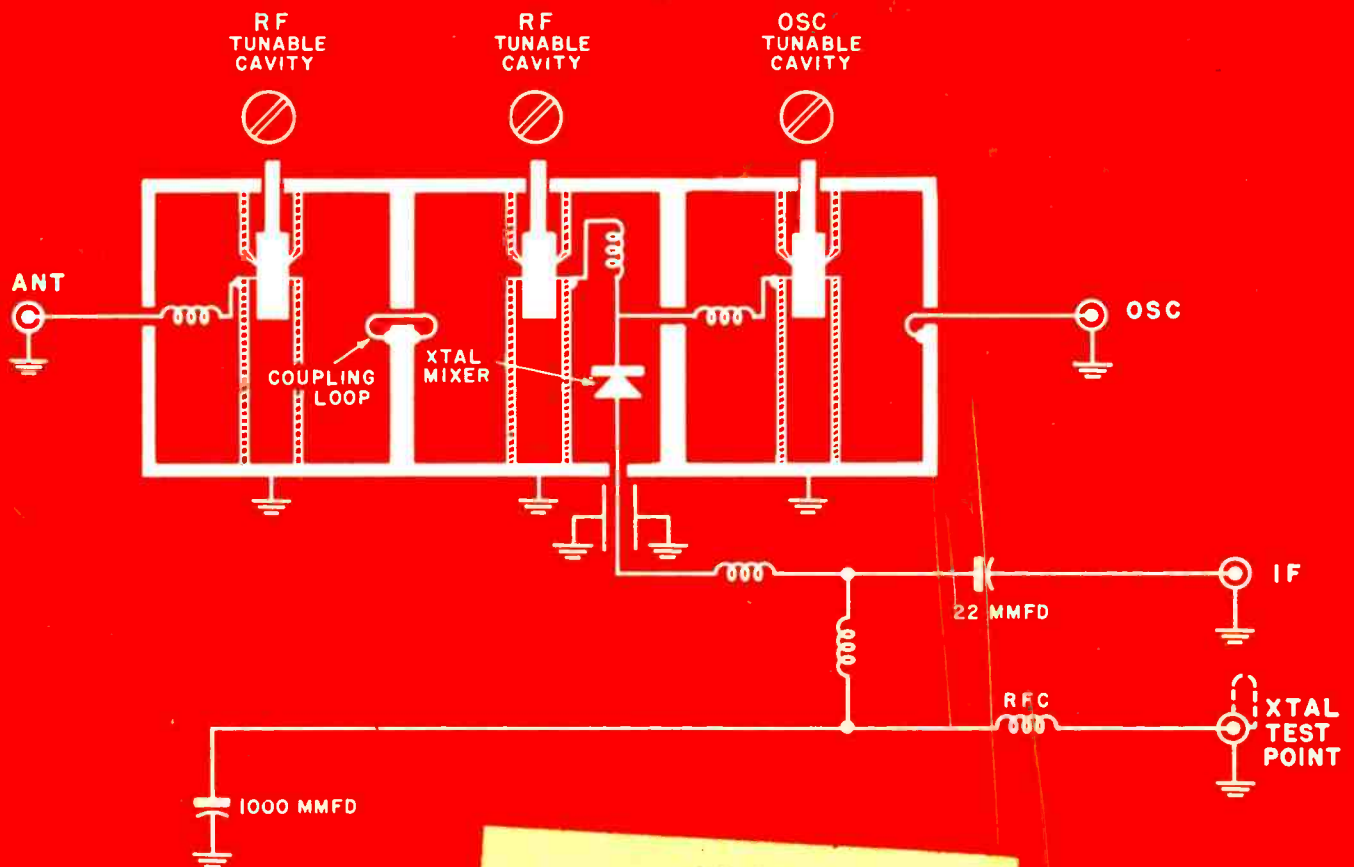 RF
TUNABLE
CAVITY
RF
TUNABLE
CAVITY
OSC
TUNABLE
CAVITY
ANT
COUPLING
LOOP
XTAL
MIXER
OSC
IF
22 MMFD
RFC
XTAL
TEST
POINT
1000 MMFD